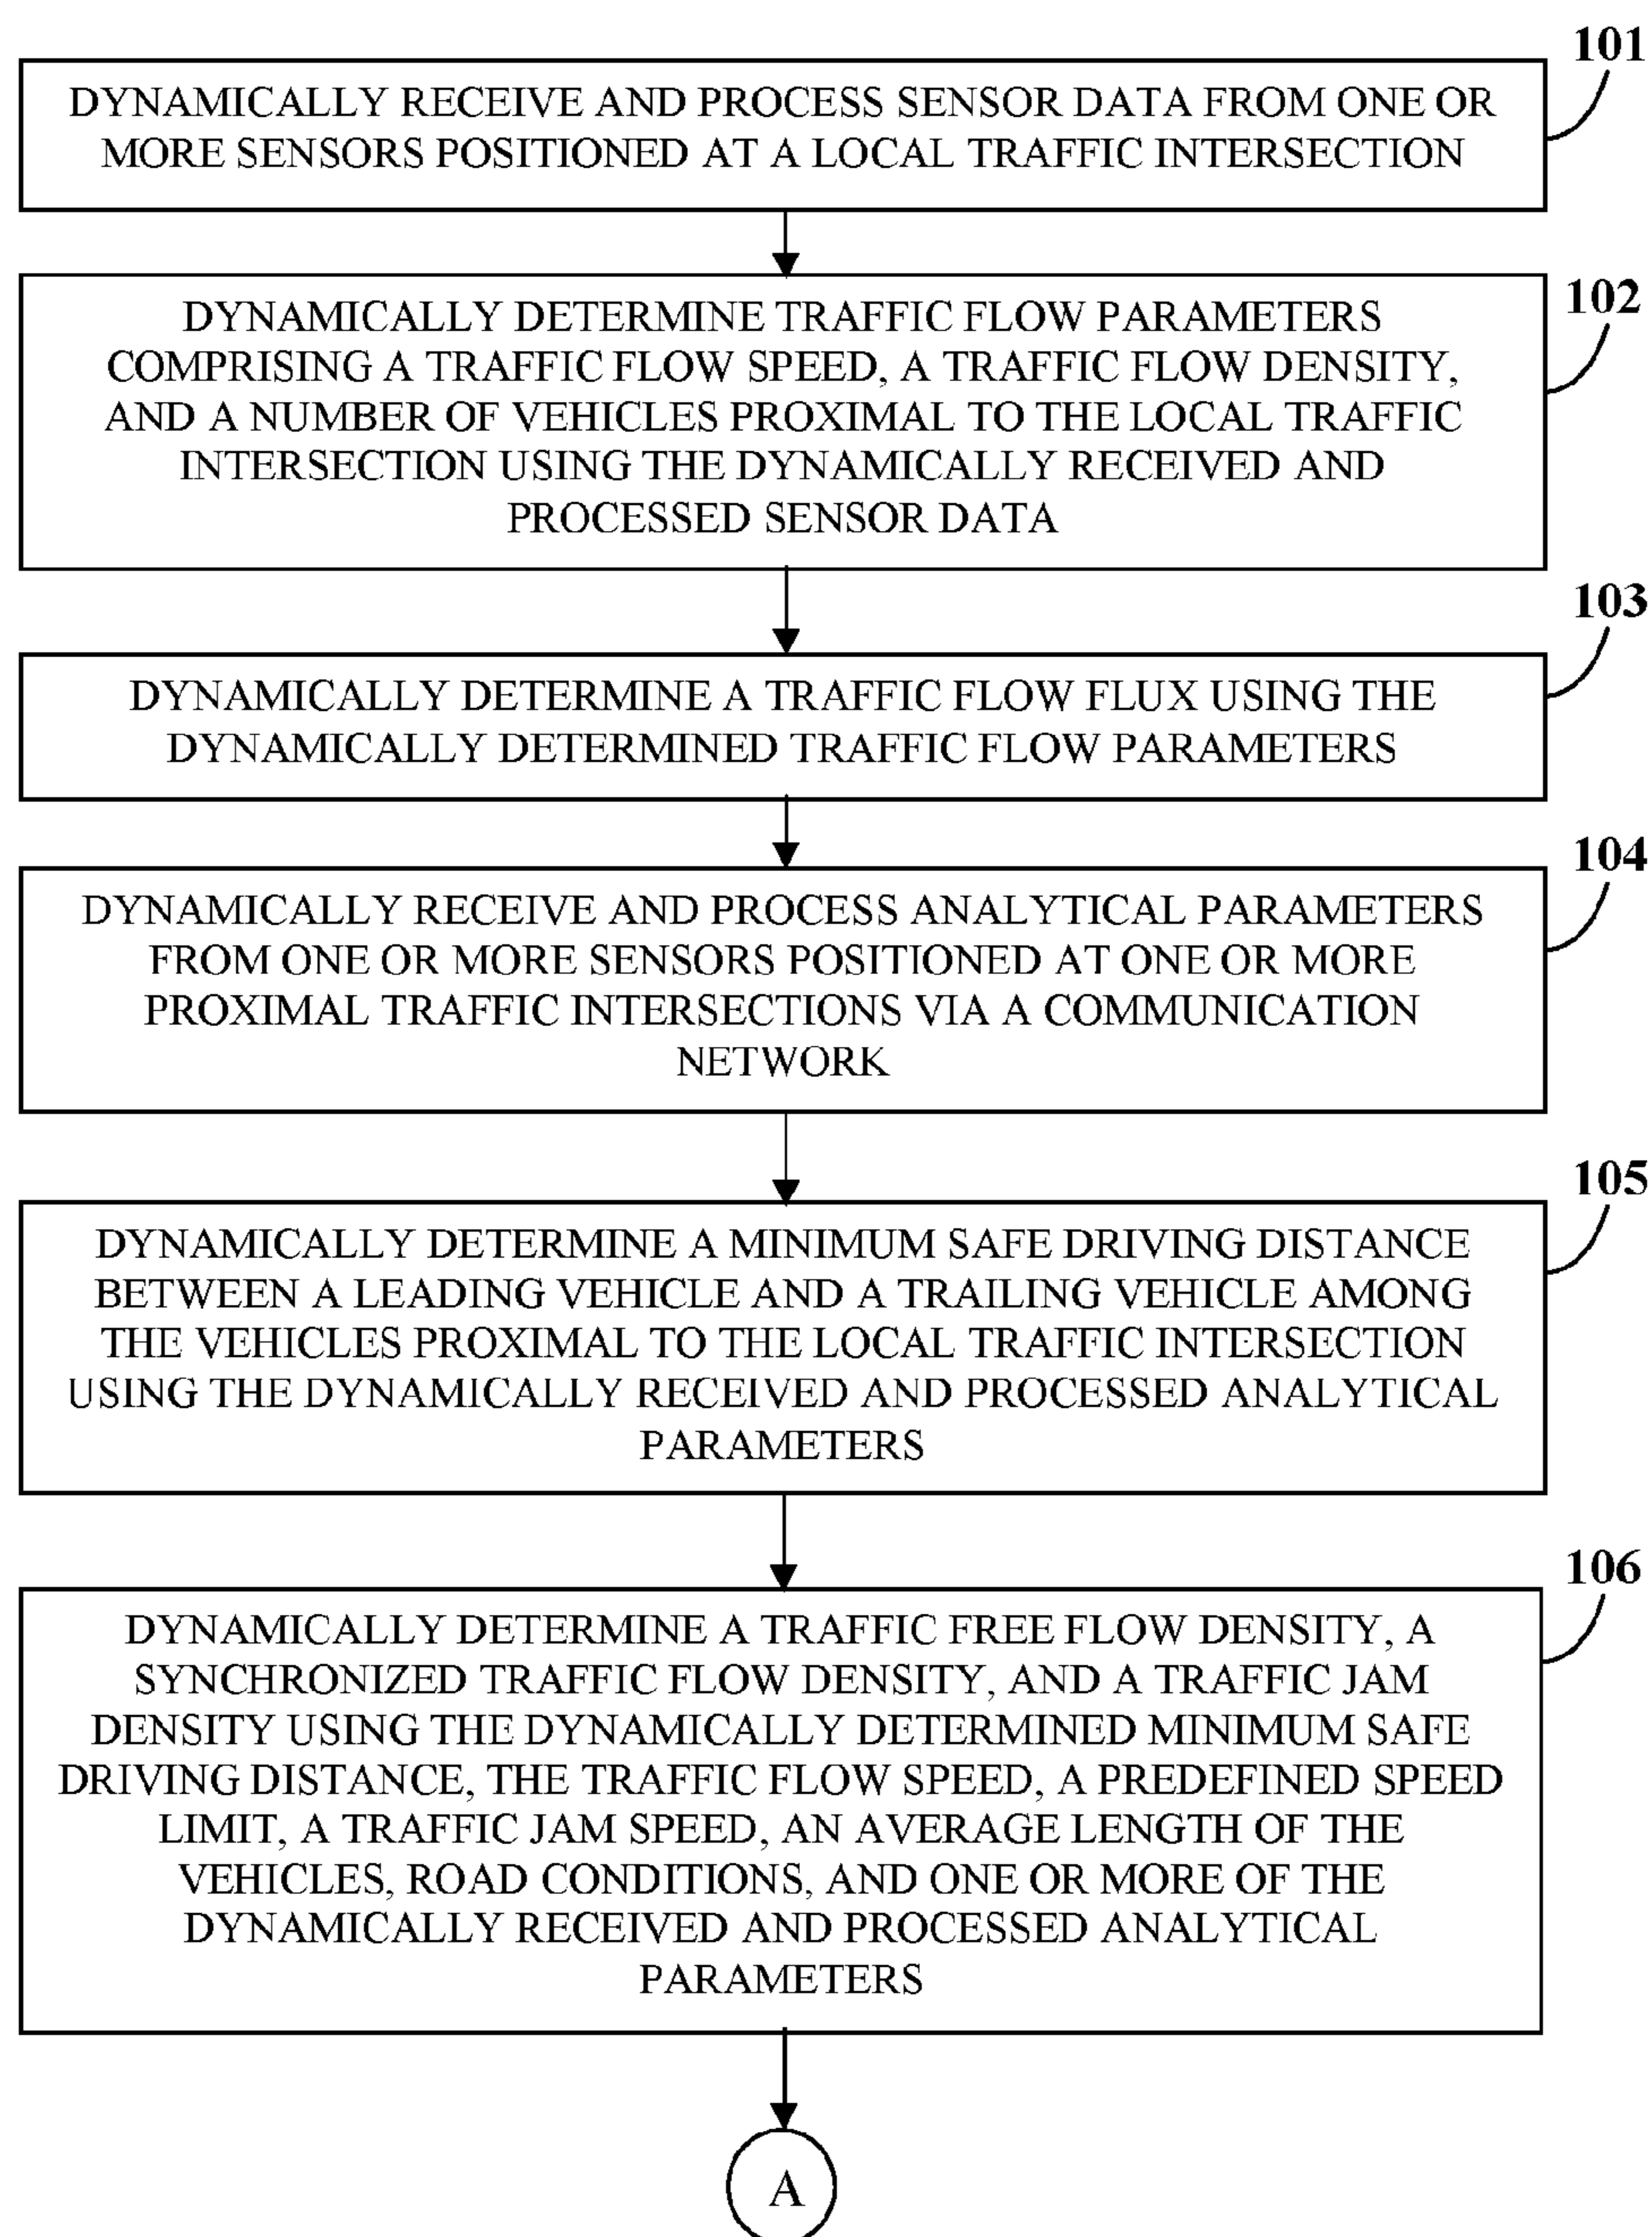 101
DYNAMICALLY RECEIVE AND PROCESS SENSOR DATA FROM ONE OR
MORE SENSORS POSITIONED AT A LOCAL TRAFFIC INTERSECTION
102
DYNAMICALLY DETERMINE TRAFFIC FLOW PARAMETERS
COMPRISING A TRAFFIC FLOW SPEED, A TRAFFIC FLOW DENSITY,
AND A NUMBER OF VEHICLES PROXIMAL TO THE LOCAL TRAFFIC
INTERSECTION USING THE DYNAMICALLY RECEIVED AND
PROCESSED SENSOR DATA
103
DYNAMICALLY DETERMINE A TRAFFIC FLOW FLUX USING THE
DYNAMICALLY DETERMINED TRAFFIC FLOW PARAMETERS
104
DYNAMICALLY RECEIVE AND PROCESS ANALYTICAL PARAMETERS
FROM ONE OR MORE SENSORS POSITIONED AT ONE OR MORE
PROXIMAL TRAFFIC INTERSECTIONS VIA A COMMUNICATION
NETWORK
105
DYNAMICALLY DETERMINE A MINIMUM SAFE DRIVING DISTANCE
BETWEEN A LEADING VEHICLE AND A TRAILING VEHICLE AMONG
THE VEHICLES PROXIMAL TO THE LOCAL TRAFFIC INTERSECTION
USING THE DYNAMICALLY RECEIVED AND PROCESSED ANALYTICAL
PARAMETERS
106
DYNAMICALLY DETERMINE A TRAFFIC FREE FLOW DENSITY, A
SYNCHRONIZED TRAFFIC FLOW DENSITY, AND A TRAFFIC JAM
DENSITY USING THE DYNAMICALLY DETERMINED MINIMUM SAFE
DRIVING DISTANCE, THE TRAFFIC FLOW SPEED, A PREDEFINED SPEED
LIMIT, A TRAFFIC JAM SPEED, AN AVERAGE LENGTH OF THE
VEHICLES, ROAD CONDITIONS, AND ONE OR MORE OF THE
DYNAMICALLY RECEIVED AND PROCESSED ANALYTICAL
PARAMETERS
A